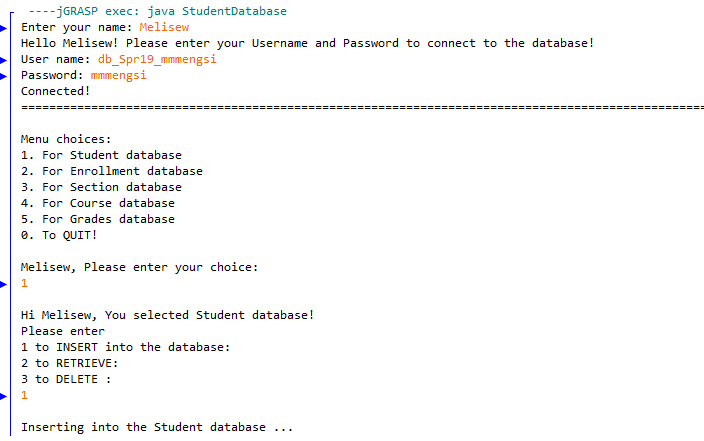 ----jGRASP exec: java StudentDatabase
Enter your name: Melisew
Hello Melisew! Please enter your Username and Password to connect to the database!
User name: db_Spr19_mmmengsi
Password: mmmengsi
Connected!
====================================================================================================
Menu choices:
1. For Student database
2. For Enrollment database
3. For Section database
4. For Course database
5. For Grades database
0. To QUIT!
Melisew, Please enter your choice:
1
Hi Melisew, You selected Student database!
Please enter
1 to INSERT into the database:
2 to RETRIEVE:
3 to DELETE :
1
Inserting into the Student database ...